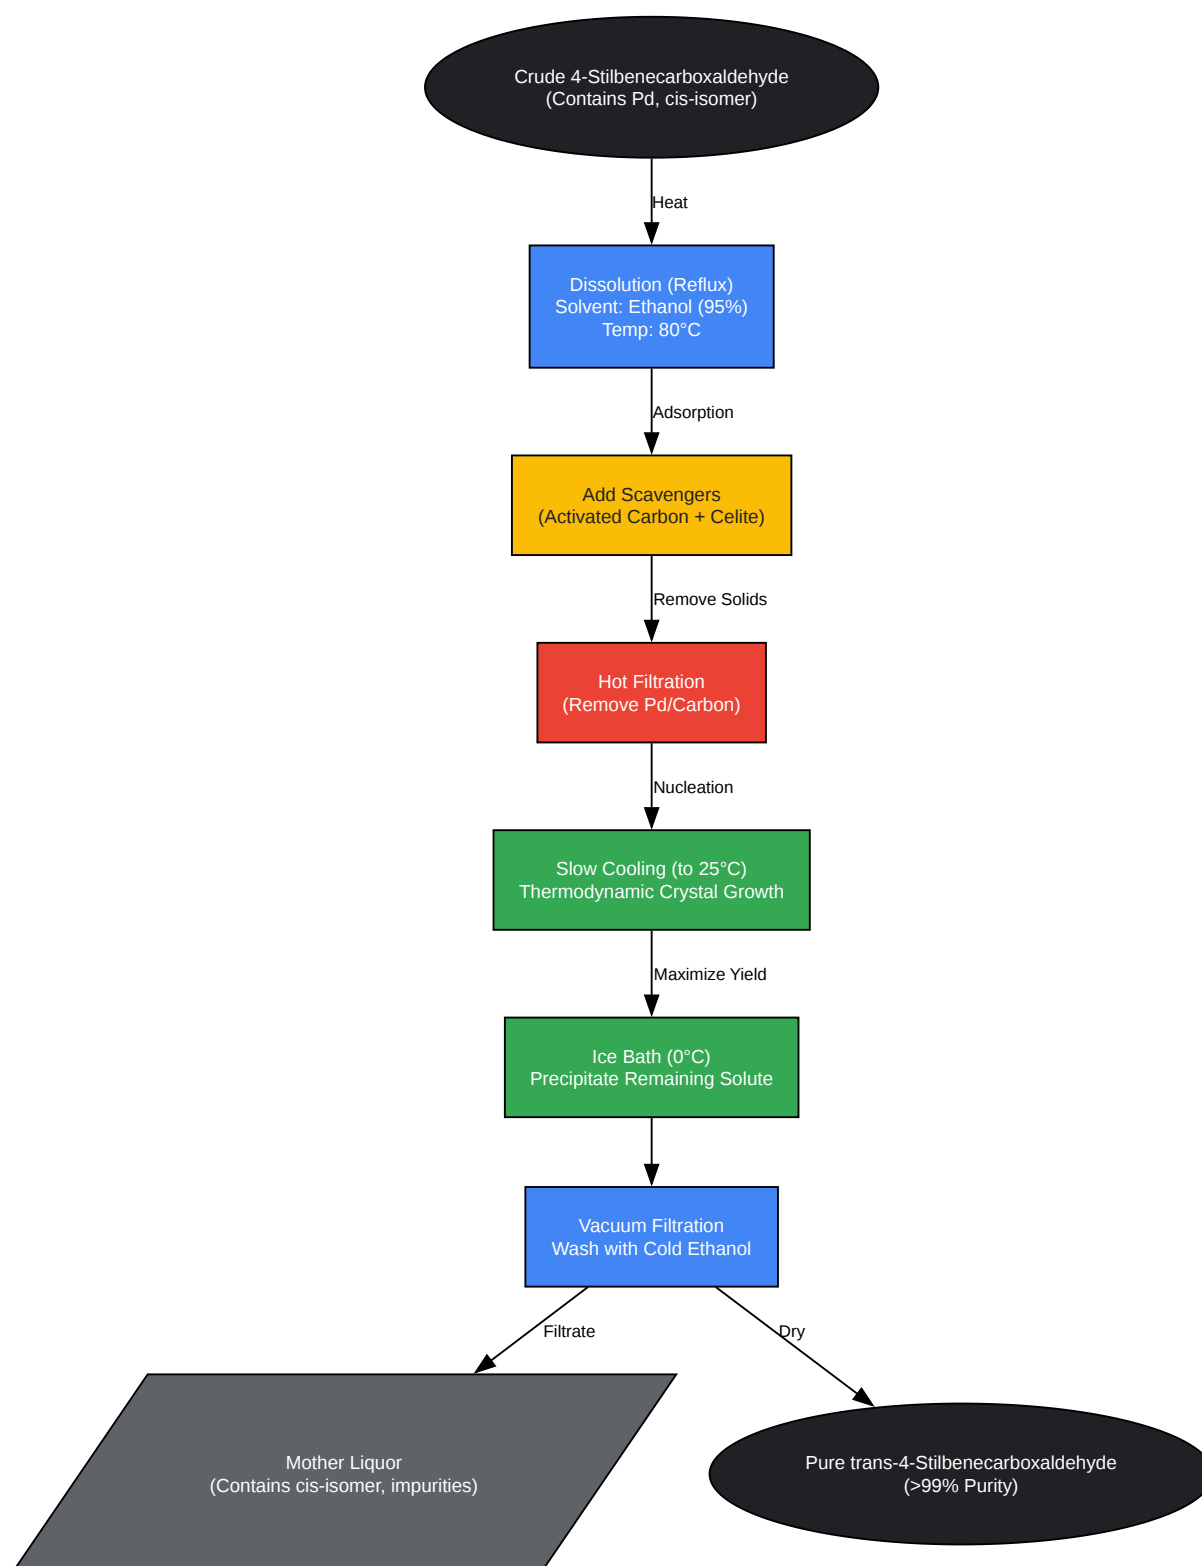 Crude 4-Stilbenecarboxaldehyde
(Contains Pd, cis-isomer)
Heat
Dissolution (Reflux)
Solvent: Ethanol (95%)
Temp: 80°C
Adsorption
Add Scavengers
(Activated Carbon + Celite)
Remove Solids
Hot Filtration
(Remove Pd/Carbon)
Nucleation
Slow Cooling (to 25°C)
Thermodynamic Crystal Growth
Maximize Yield
Ice Bath (0°C)
Precipitate Remaining Solute
Vacuum Filtration
Wash with Cold Ethanol
Filtrate
Dry
Mother Liquor
(Contains cis-isomer, impurities)
Pure trans-4-Stilbenecarboxaldehyde
(>99% Purity)